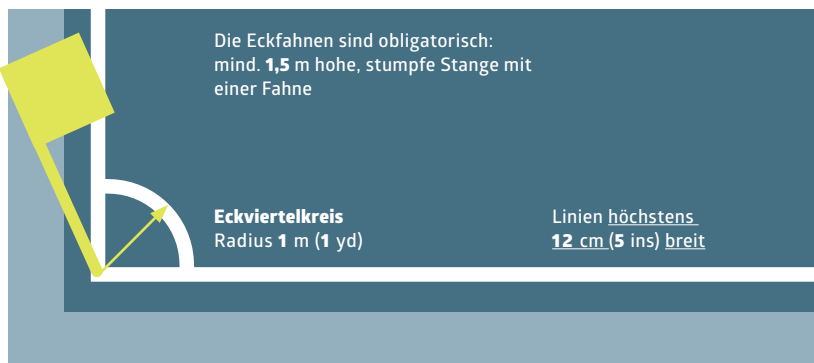 Die Eckfahnen sind obligatorisch:
mind. 1,5 m hohe, stumpfe Stange mit
einer Fahne
Eckviertelkreis
Radius 1 m (1 yd)
Linien höchstens
12 cm (5 ins) breit